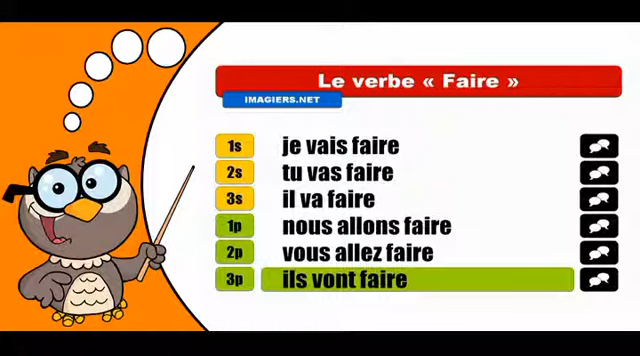 Le verbe « Faire »
IMAGIERS.NET
1s je vais faire
2s tu vas faire
3s il va faire
1p nous allons faire
2p vous allez faire
3p ils vont faire